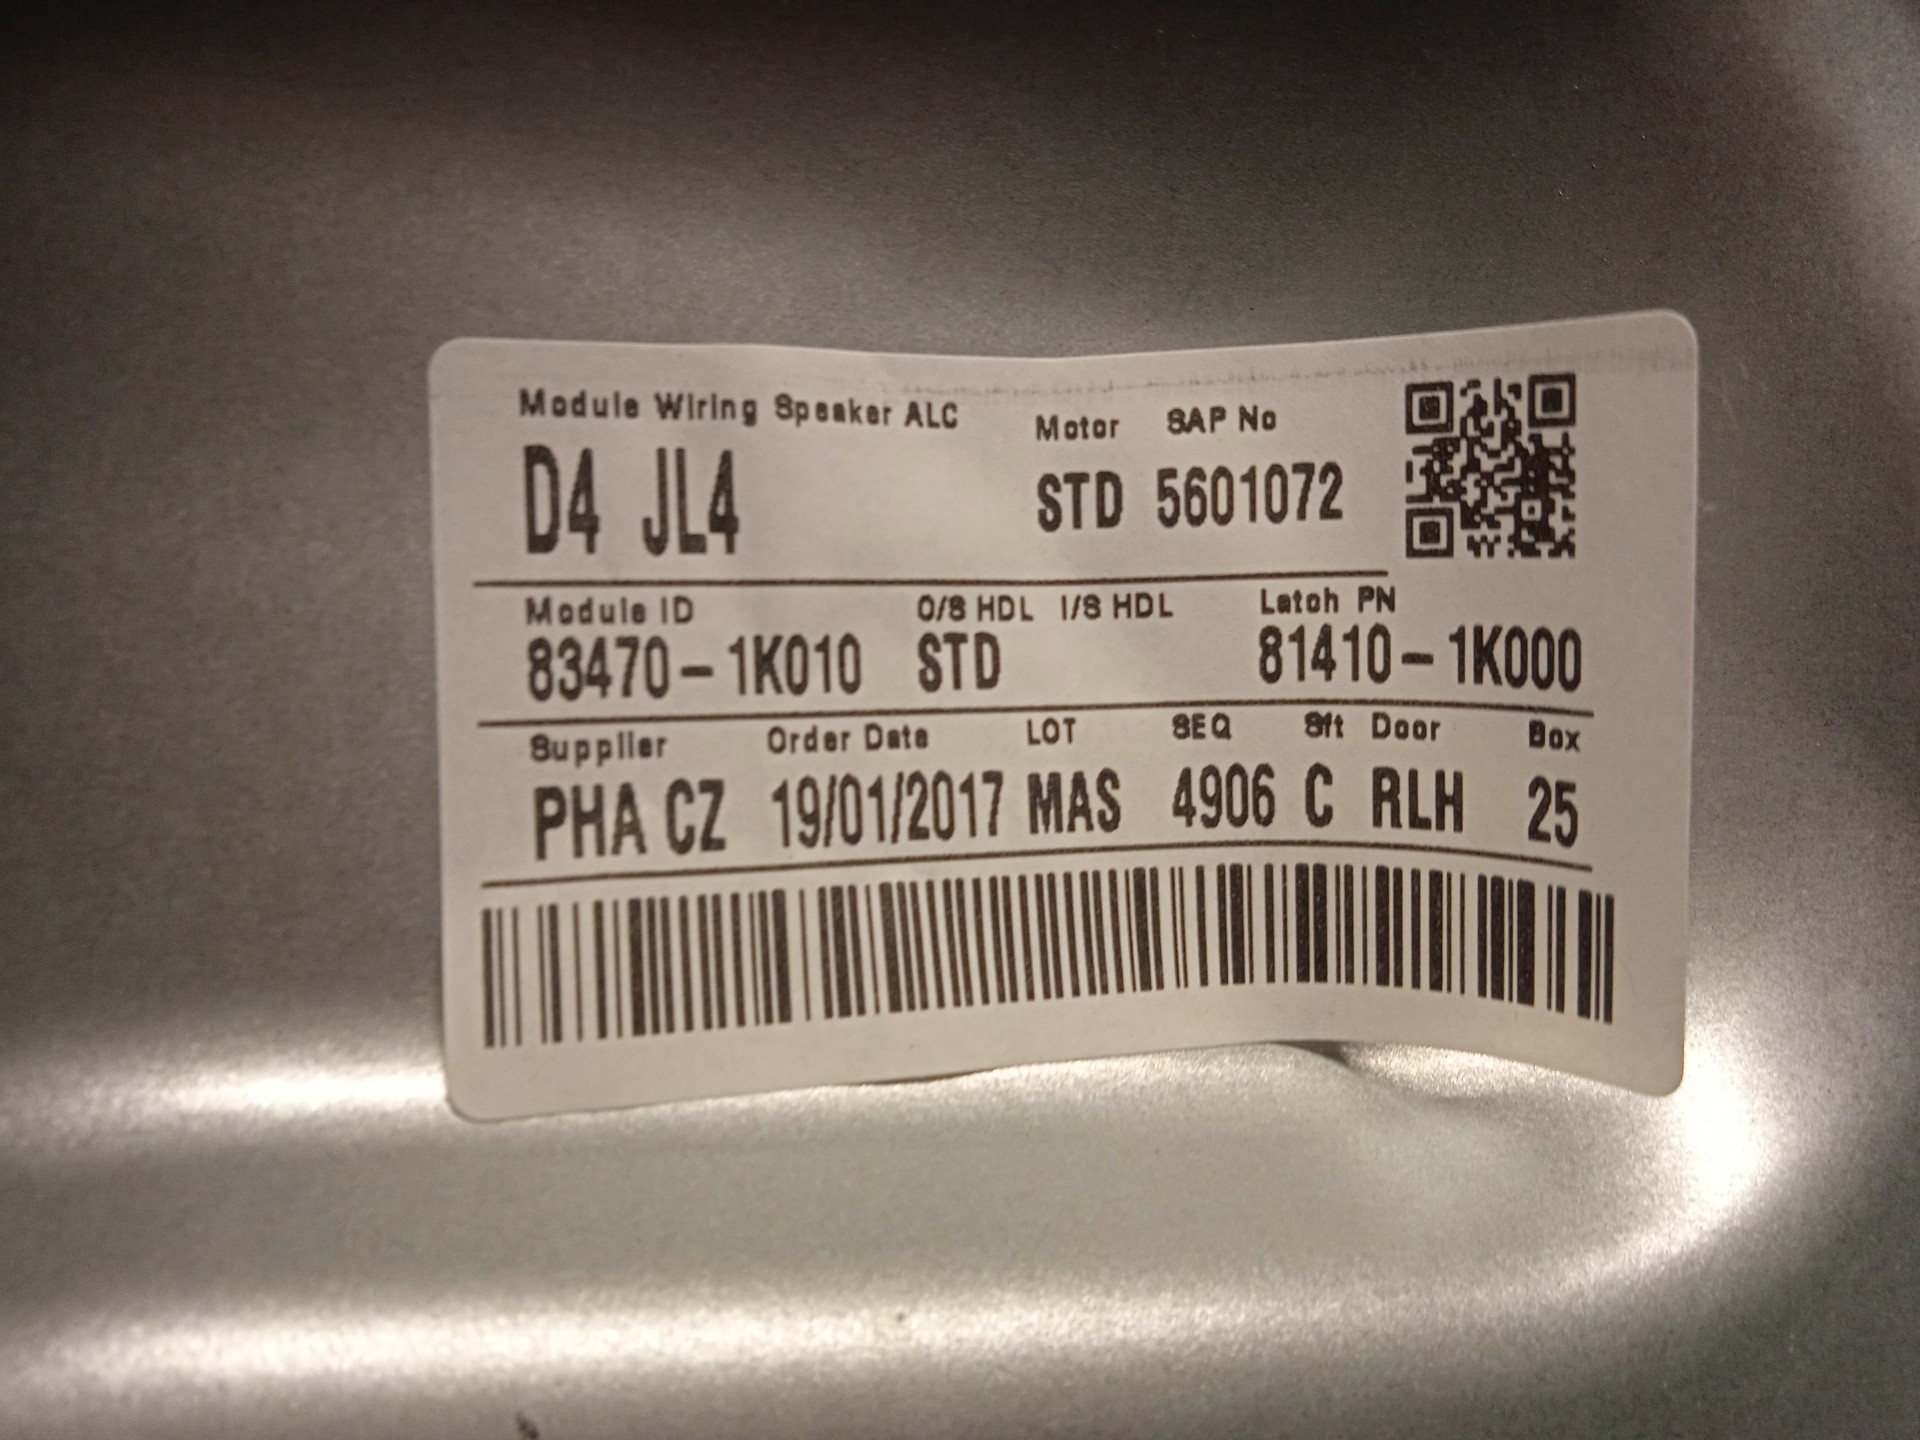 Module Wiring Speaker ALC Motor SAP No
D4 JL4 STD 5601072
Module ID O/S HDL I/S HDL Latch PN
83470-1K010 STD 81410-1K000
Supplier Order Date LOT SEQ Sft Door Box
PHA CZ 19/01/2017 MAS 4906 C RLH 25